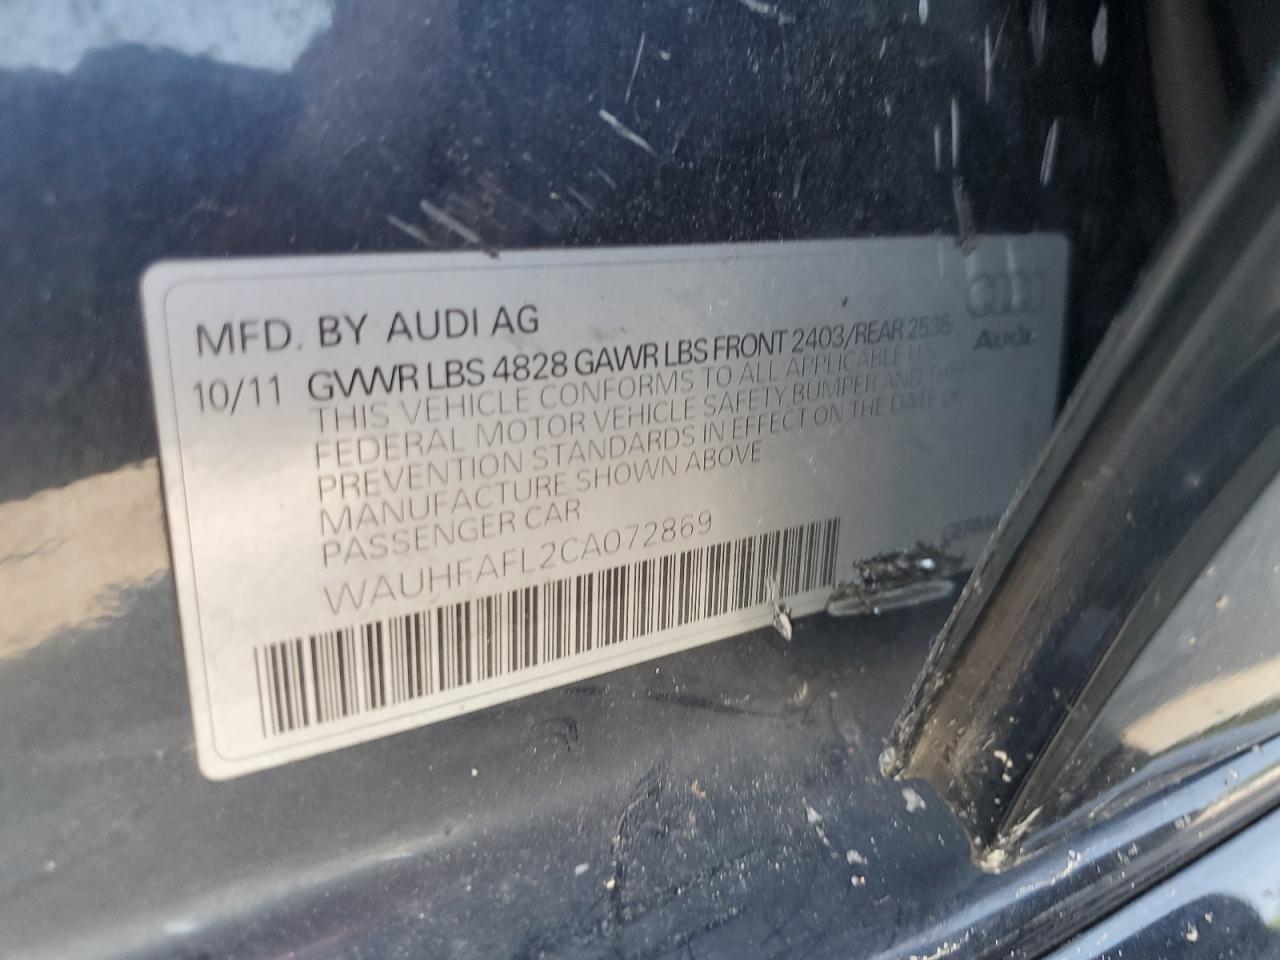 MFD. BY AUDI AG
10/11 GVWR LBS 4828 GAWR LBS FRONT 2403/REAR 2535
THIS VEHICLE CONFORMS TO ALL APPLICABLE US
FEDERAL MOTOR VEHICLE SAFETY, BUMPER AND
PREVENTION STANDARDS IN EFFECT ON THE DATE OF
MANUFACTURE SHOWN ABOVE
PASSENGER CAR
WAUHFAFL2CA072869
Audi